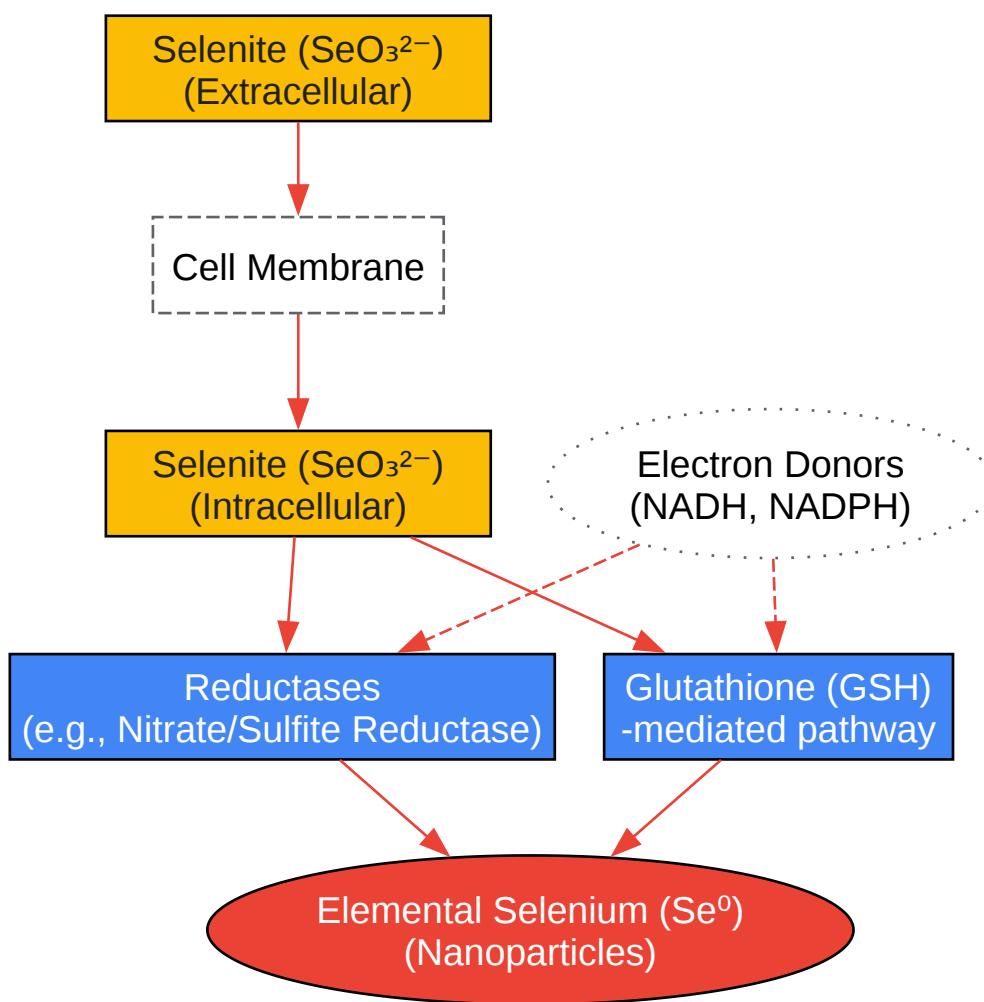 Selenite (SeO₃²⁻)
(Extracellular)
Cell Membrane
Selenite (SeO₃²⁻)
(Intracellular)
Electron Donors
(NADH, NADPH)
Reductases
(e.g., Nitrate/Sulfite Reductase)
Glutathione (GSH)
-mediated pathway
Elemental Selenium (Se⁰)
(Nanoparticles)